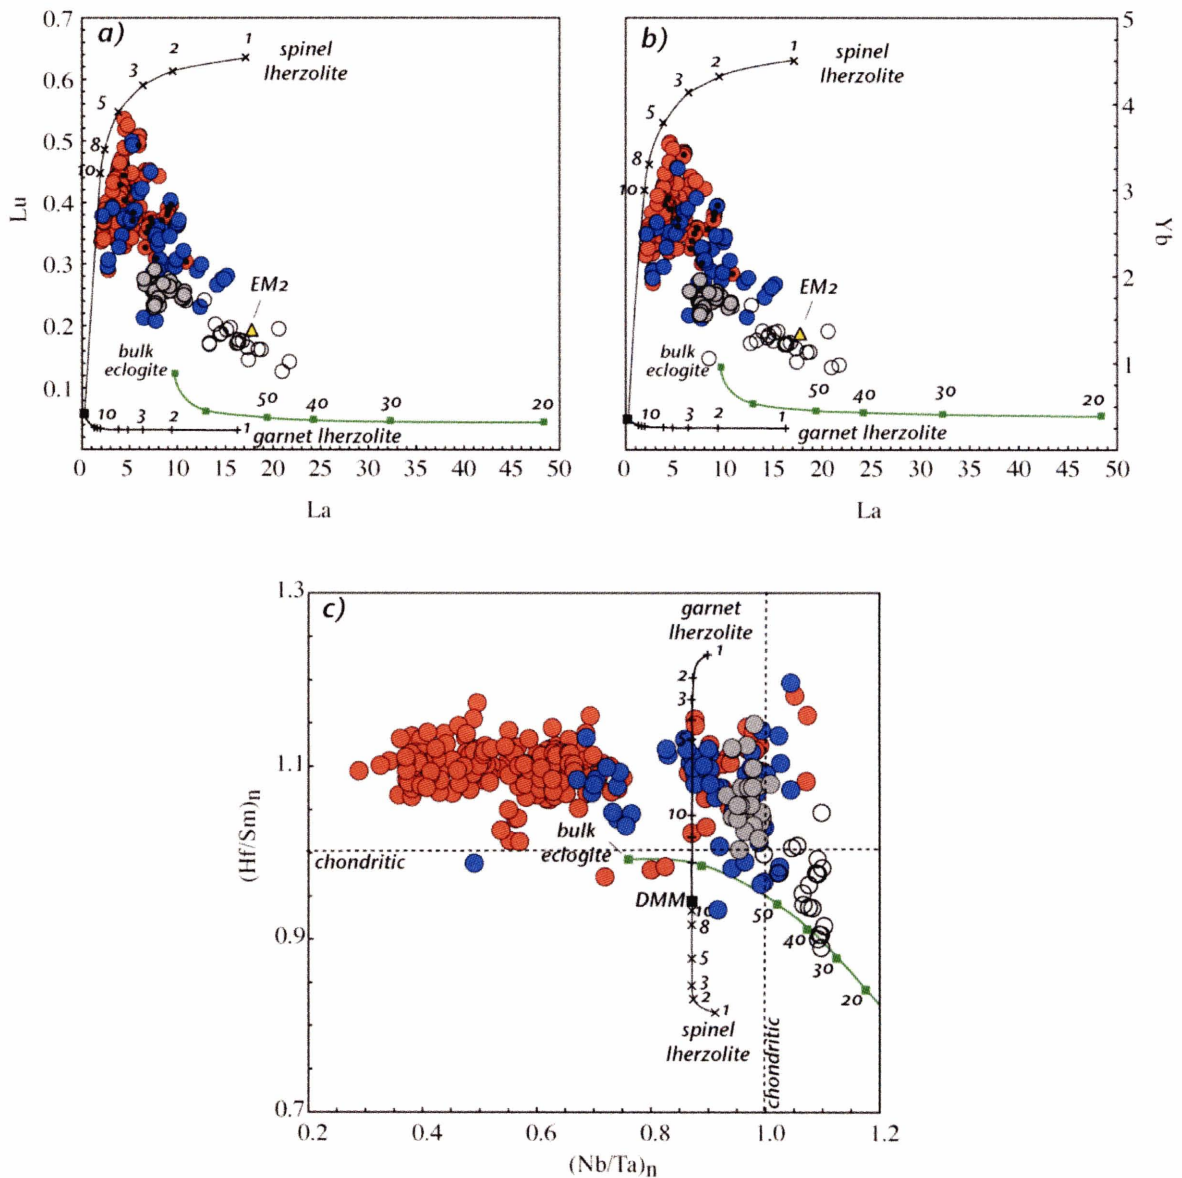 a)
0.7
0.6
0.5
0.4
0.3
0.2
0.1
Lu
1
2
3
5
8
10
spinel
lherzolite
EM2
bulk
eclogite
50
40
30
20
10
3
2
1
garnet lherzolite
0
5
10
15
20
25
30
35
40
45
50
La
b)
5
4
3
2
1
Yb
1
2
3
5
8
10
spinel
lherzolite
EM2
bulk
eclogite
50
40
30
20
10
3
2
1
garnet lherzolite
0
5
10
15
20
25
30
35
40
45
50
La
c)
1.3
1.1
0.9
0.7
(Hf/Sm)n
garnet
lherzolite
1
2
3
5
10
bulk
eclogite
chondritic
DMM
10
8
5
3
2
1
spinel
lherzolite
50
40
30
20
chondritic
0.2
0.4
0.6
0.8
1.0
1.2
(Nb/Ta)n